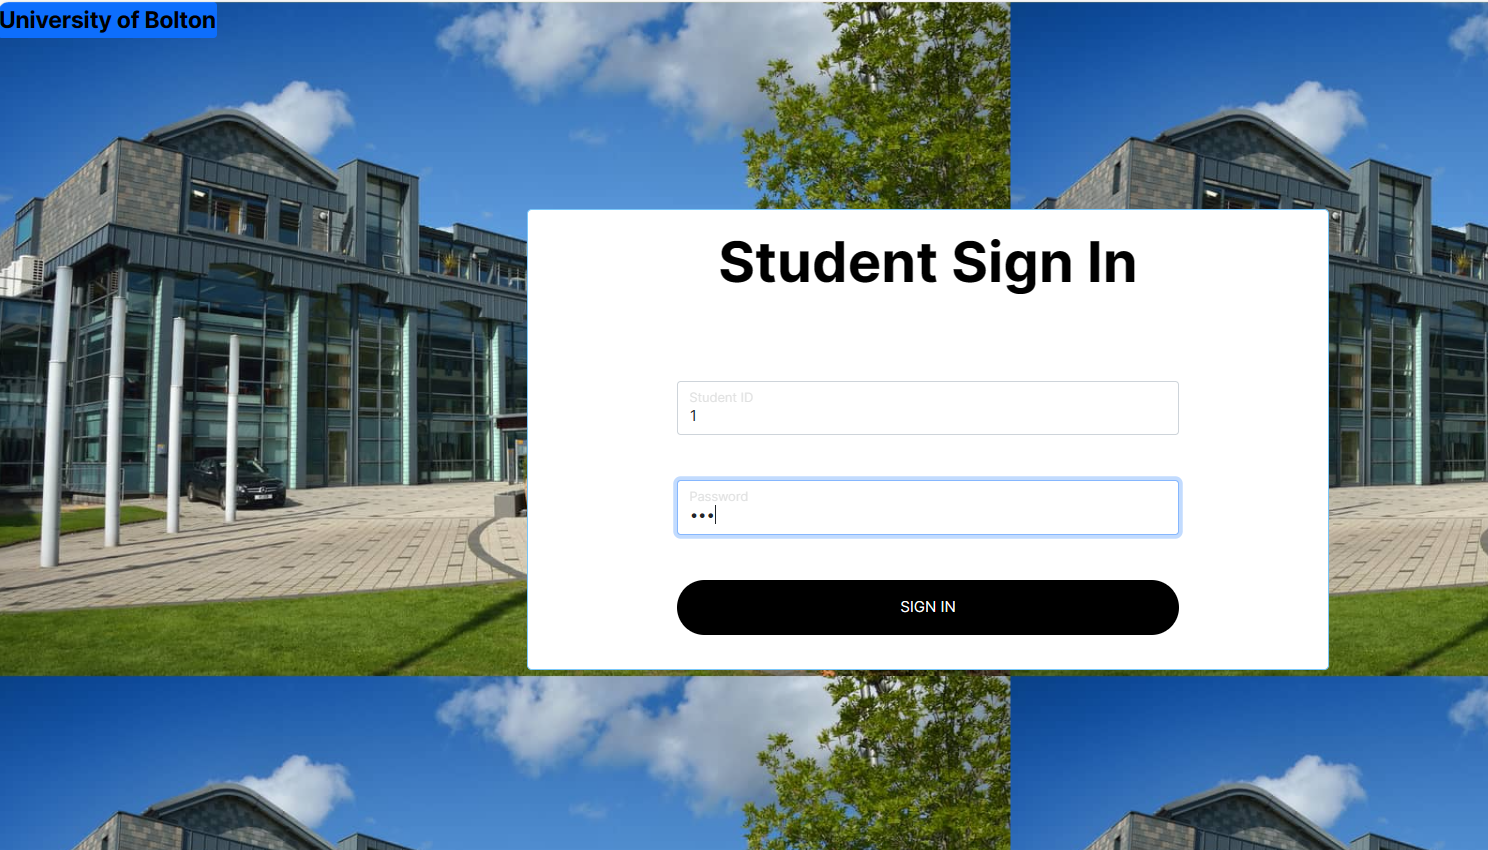 University of Bolton
Student Sign In
Student ID
1
Password
•••
SIGN IN